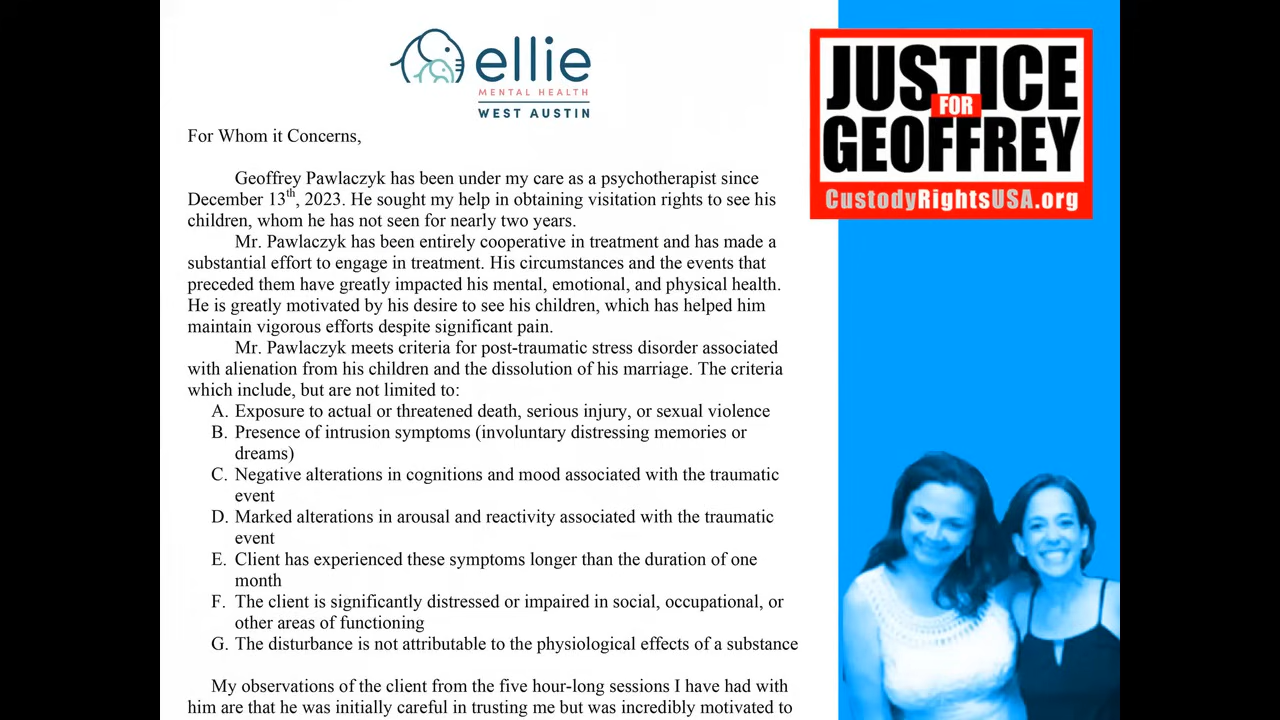 ellie
MENTAL HEALTH
WEST AUSTIN
For Whom it Concerns,
Geoffrey Pawlaczyk has been under my care as a psychotherapist since
December 13th, 2023. He sought my help in obtaining visitation rights to see his
children, whom he has not seen for nearly two years.
Mr. Pawlaczyk has been entirely cooperative in treatment and has made a
substantial effort to engage in treatment. His circumstances and the events that
preceded them have greatly impacted his mental, emotional, and physical health.
He is greatly motivated by his desire to see his children, which has helped him
maintain vigorous efforts despite significant pain.
Mr. Pawlaczyk meets criteria for post-traumatic stress disorder associated
with alienation from his children and the dissolution of his marriage. The criteria
which include, but are not limited to:
A. Exposure to actual or threatened death, serious injury, or sexual violence
B. Presence of intrusion symptoms (involuntary distressing memories or
dreams)
C. Negative alterations in cognitions and mood associated with the traumatic
event
D. Marked alterations in arousal and reactivity associated with the traumatic
event
E. Client has experienced these symptoms longer than the duration of one
month
F. The client is significantly distressed or impaired in social, occupational, or
other areas of functioning
G. The disturbance is not attributable to the physiological effects of a substance
My observations of the client from the five hour-long sessions I have had with
him are that he was initially careful in trusting me but was incredibly motivated to
JUSTICE
FOR
GEOFFREY
CustodyRightsUSA.org